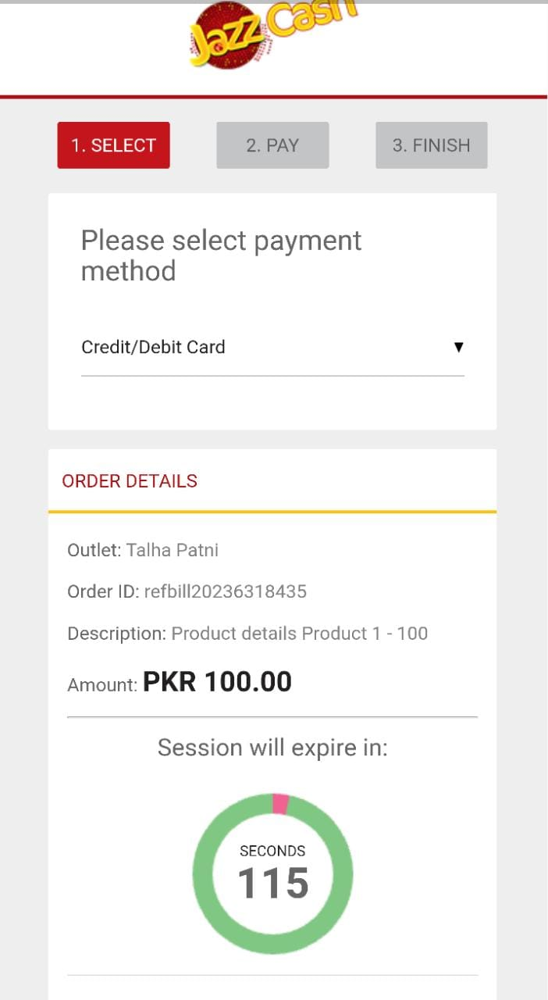 Jazz Cash
1. SELECT
2. PAY
3. FINISH
Please select payment
method
Credit/Debit Card ▼
ORDER DETAILS
Outlet: Talha Patni
Order ID: refbill20236318435
Description: Product details Product 1 - 100
Amount: PKR 100.00
Session will expire in:
SECONDS
115